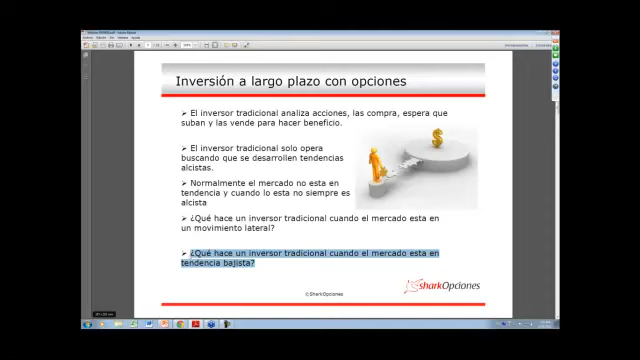 Inversión a largo plazo con opciones
➢ El inversor tradicional analiza acciones, las compra, espera que
suban y las vende para hacer beneficio.
➢ El inversor tradicional solo opera
buscando que se desarrollen tendencias
alcistas.
➢ Normalmente el mercado no esta en
tendencia y cuando lo esta no siempre es
alcista
➢ ¿Qué hace un inversor tradicional cuando el mercado esta en
un movimiento lateral?
➢ ¿Qué hace un inversor tradicional cuando el mercado esta en
tendencia bajista?
sharkOpciones
©SharkOpciones